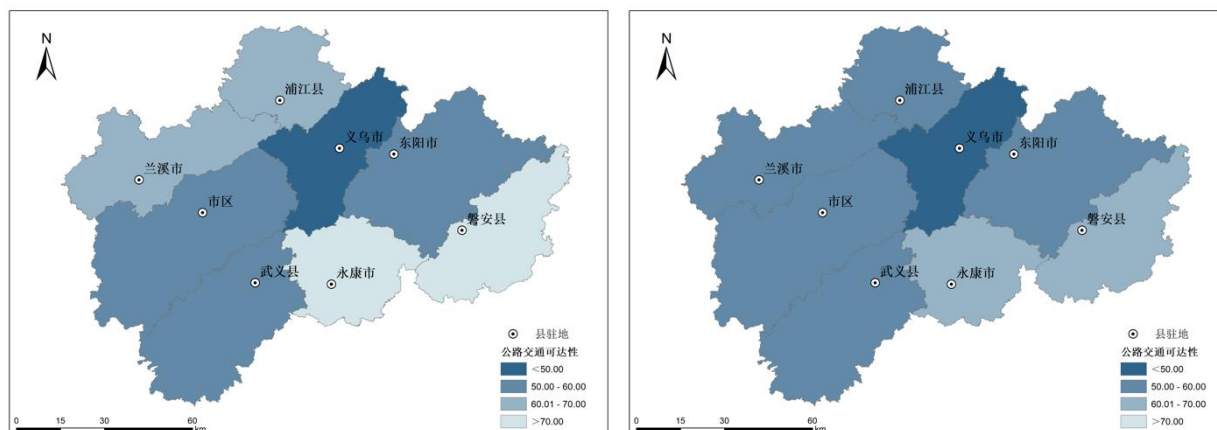 N
浦江县
义乌市
东阳市
兰溪市
市区
磐安县
武义县
永康市
县驻地
公路交通可达性
＜50.00
50.00 - 60.00
60.01 - 70.00
＞70.00
0 15 30 60
km
N
浦江县
义乌市
东阳市
兰溪市
市区
磐安县
武义县
永康市
县驻地
公路交通可达性
＜50.00
50.00 - 60.00
60.01 - 70.00
＞70.00
0 15 30 60
km